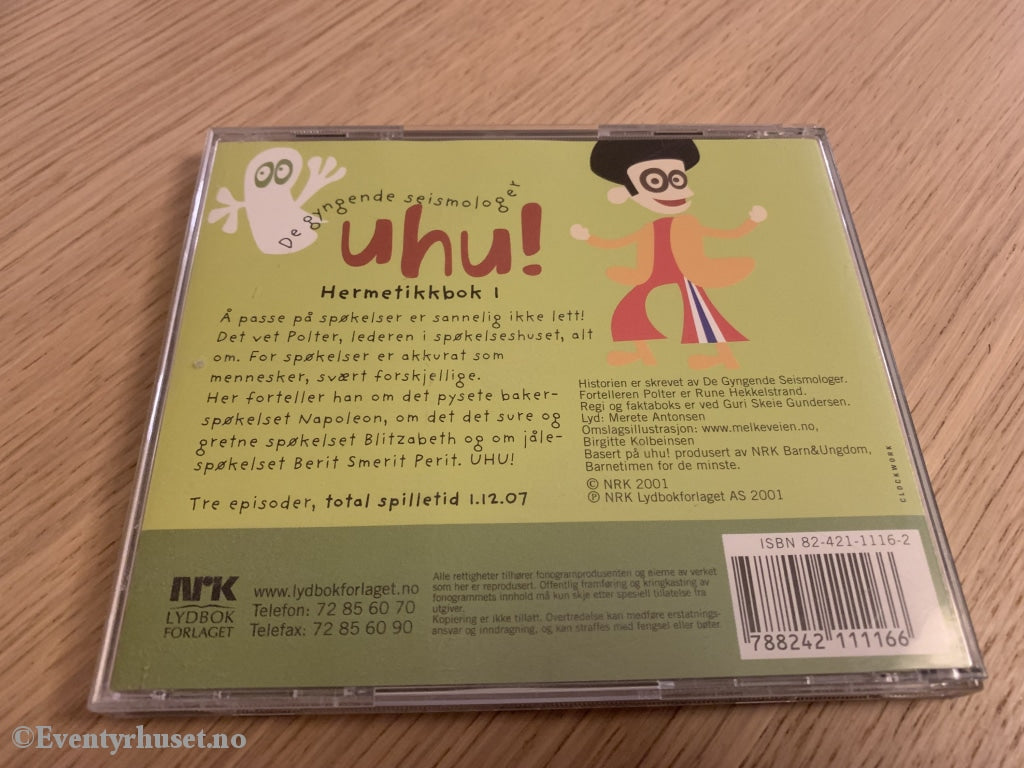 De gyngende seismologer
uhu!
Hermetikkbok 1
Å passe på spøkelser er sannelig ikke lett!
Det vet Polter, lederen i spøkelseshuset, alt
om. For spøkelser er akkurat som
mennesker, svært forskjellige.
Her forteller han om det pysete baker-
spøkelset Napoleon, om det det sure og
gretne spøkelset Blitzabeth og om jåle-
spøkelset Berit Smerit Perit. UHU!
Tre episoder, total spilletid 1.12.07
Historien er skrevet av De Gyngende Seismologer.
Fortelleren Polter er Rune Hekkelstrand.
Regi og faktaboks er ved Guri Skeie Gundersen.
Lyd: Merete Antonsen
Omslagsillustrasjon: www.melkeveien.no,
Birgitte Kolbeinsen
Basert på uhu! produsert av NRK Barn&Ungdom,
Barnetimen for de minste.
© NRK 2001
℗ NRK Lydbokforlaget AS 2001
CLOCKWORK
NRK
LYDBOK
FORLAGET
www.lydbokforlaget.no
Telefon: 72 85 60 70
Telefax: 72 85 60 90
Alle rettigheter tilhører fonogramprodusenten og eierne av verket
som her er reprodusert. Offentlig framføring og kringkasting av
fonogrammets innhold må kun skje etter spesiell tillatelse fra
utgiver.
Kopiering er ikke tillatt. Overtredelse kan medføre erstatnings-
ansvar og inndragning, og kan straffes med fengsel eller bøter.
ISBN 82-421-1116-2
788242 111166
©Eventyrhuset.no